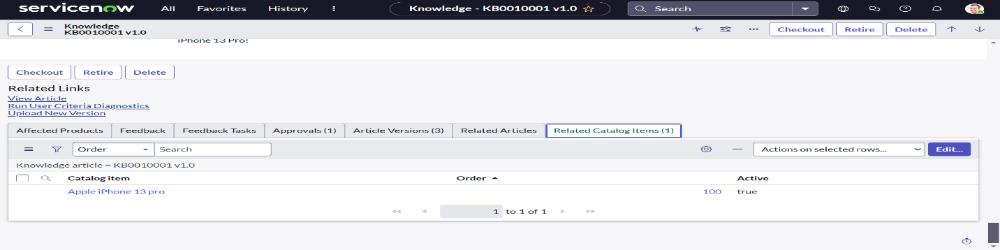 servicenow All Favorites History Knowledge - KB0010001 v1.0 Search
Knowledge
KB0010001 v1.0
Checkout Retire Delete
iPhone 13 Pro!
Checkout Retire Delete
Related Links
View Article
Run User Criteria Diagnostics
Upload New Version
Affected Products Feedback Feedback Tasks Approvals (1) Article Versions (3) Related Articles Related Catalog Items (1)
Order Search Actions on selected rows... Edit...
Knowledge article = KB0010001 v1.0
Catalog item Order Active
Apple iPhone 13 pro 100 true
1 to 1 of 1